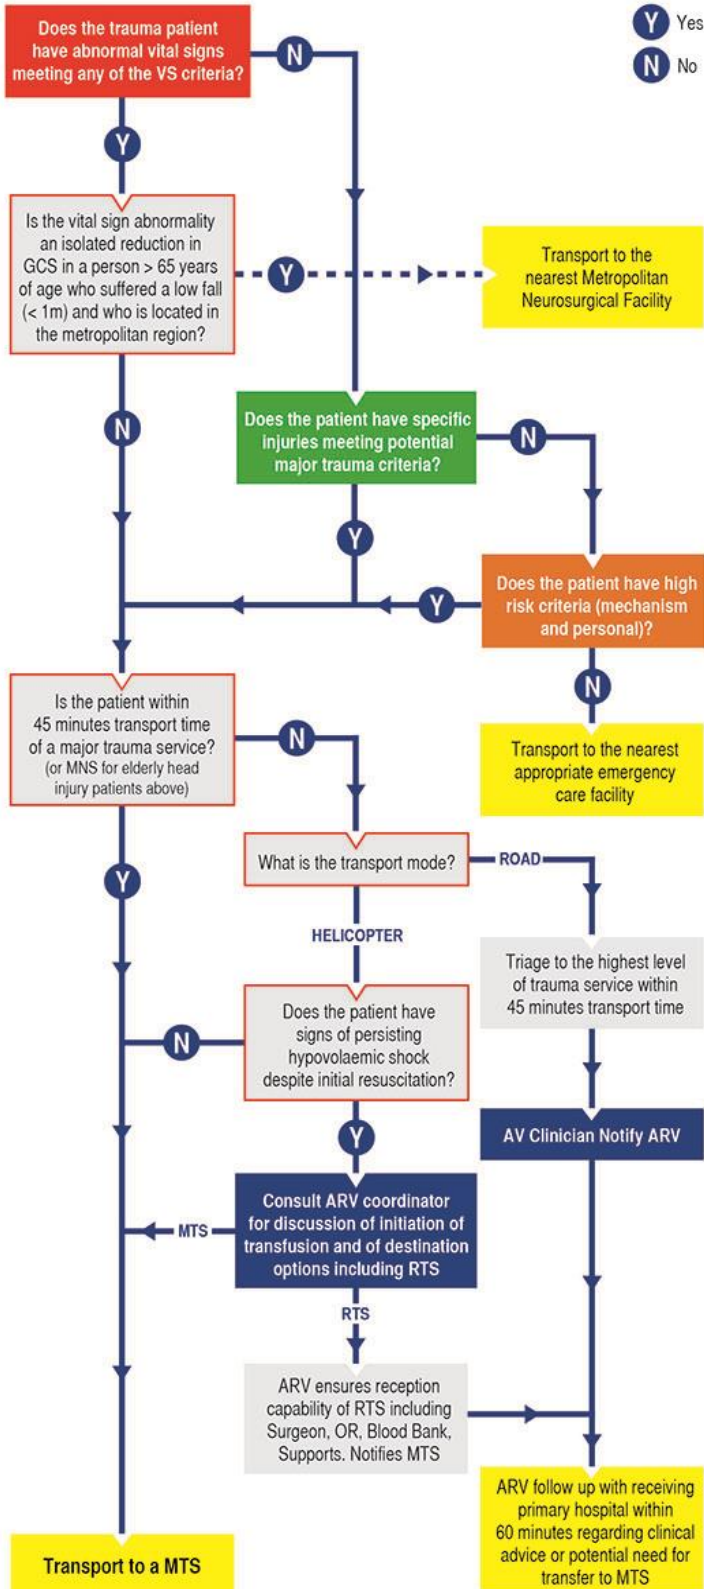 Does the trauma patient
have abnormal vital signs
meeting any of the VS criteria?
N
Y Yes
N No
Y
Is the vital sign abnormality
an isolated reduction in
GCS in a person > 65 years
of age who suffered a low fall
(< 1m) and who is located in
the metropolitan region?
Y
Transport to the
nearest Metropolitan
Neurosurgical Facility
N
Does the patient have specific
injuries meeting potential
major trauma criteria?
N
Y
Does the patient have high
risk criteria (mechanism
and personal)?
Y
N
Transport to the nearest
appropriate emergency
care facility
Is the patient within
45 minutes transport time
of a major trauma service?
(or MNS for elderly head
injury patients above)
N
Y
What is the transport mode?
ROAD
HELICOPTER
Triage to the highest level
of trauma service within
45 minutes transport time
Does the patient have
signs of persisting
hypovolaemic shock
despite initial resuscitation?
N
Y
AV Clinician Notify ARV
Consult ARV coordinator
for discussion of initiation of
transfusion and of destination
options including RTS
MTS
RTS
ARV ensures reception
capability of RTS including
Surgeon, OR, Blood Bank,
Supports. Notifies MTS
ARV follow up with receiving
primary hospital within
60 minutes regarding clinical
advice or potential need for
transfer to MTS
Transport to a MTS